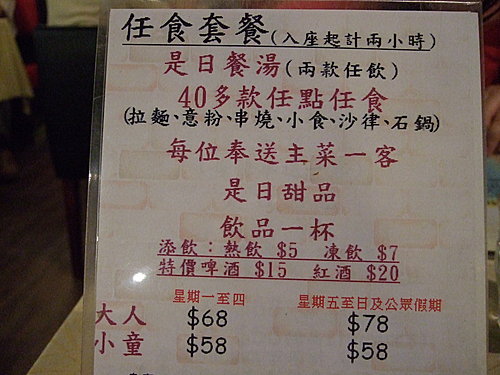 任食套餐(入座起計兩小時)
是日餐湯(兩款任飲)
40多款任點任食
(拉麵、意粉、串燒、小食、沙律、石鍋)
每位奉送主菜一客
是日甜品
飲品一杯
添飲：熱飲 $5 凍飲 $7
特價啤酒 $15 紅酒 $20
星期一至四 星期五至日及公眾假期
大人 $68 $78
小童 $58 $58